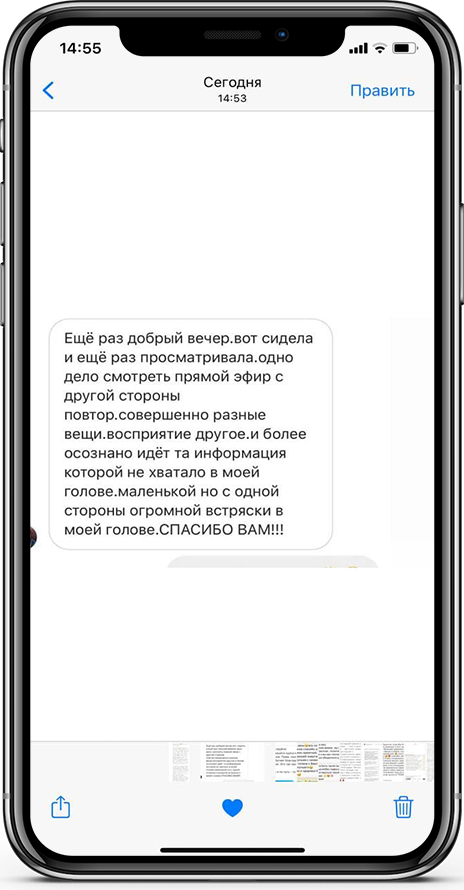 14:55
Сегодня
14:53
Править
Ещё раз добрый вечер.вот сидела
и ещё раз просматривала.одно
дело смотреть прямой эфир с
другой стороны
повтор.совершенно разные
вещи.восприятие другое.и более
осознано идёт та информация
которой не хватало в моей
голове.маленькой но с одной
стороны огромной встряски в
моей голове.СПАСИБО ВАМ!!!